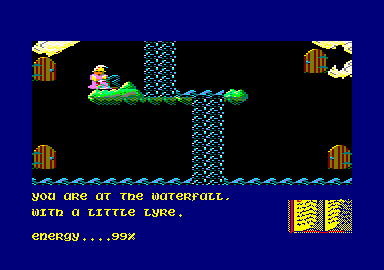 you are at the waterfall,
with a little lyre.
energy....99%